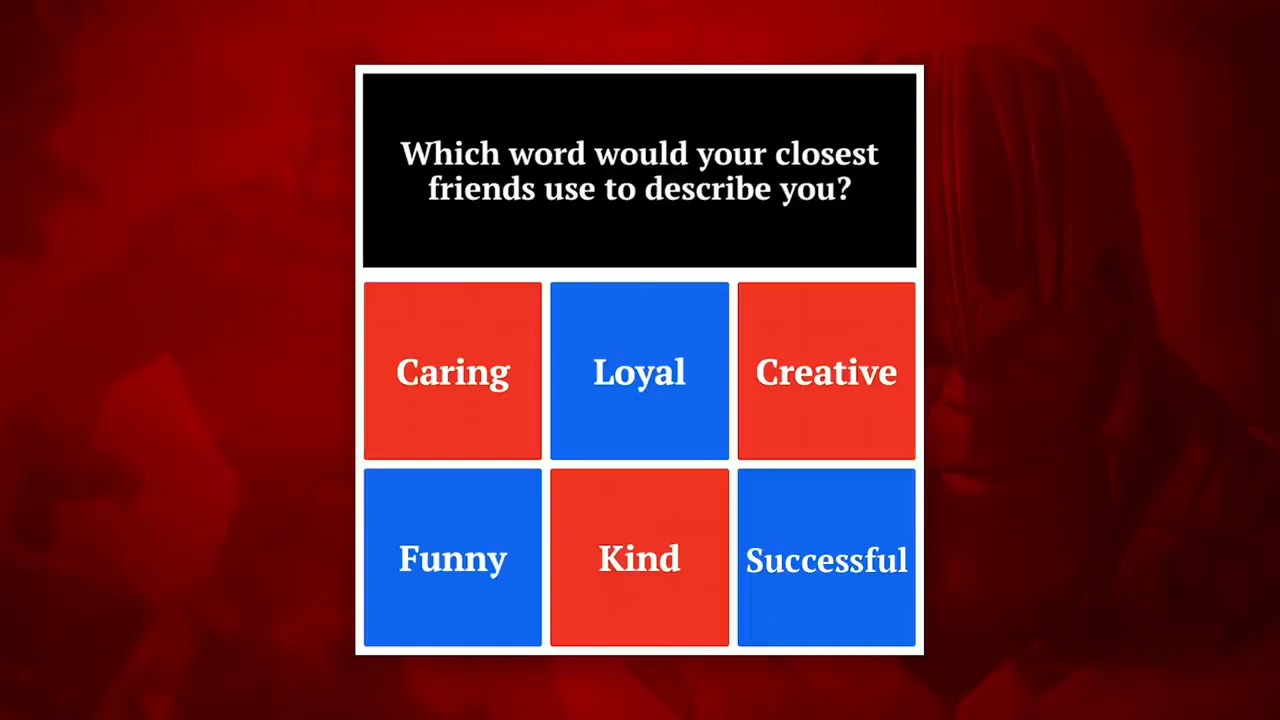 Which word would your closest
friends use to describe you?
Caring
Loyal
Creative
Funny
Kind
Successful